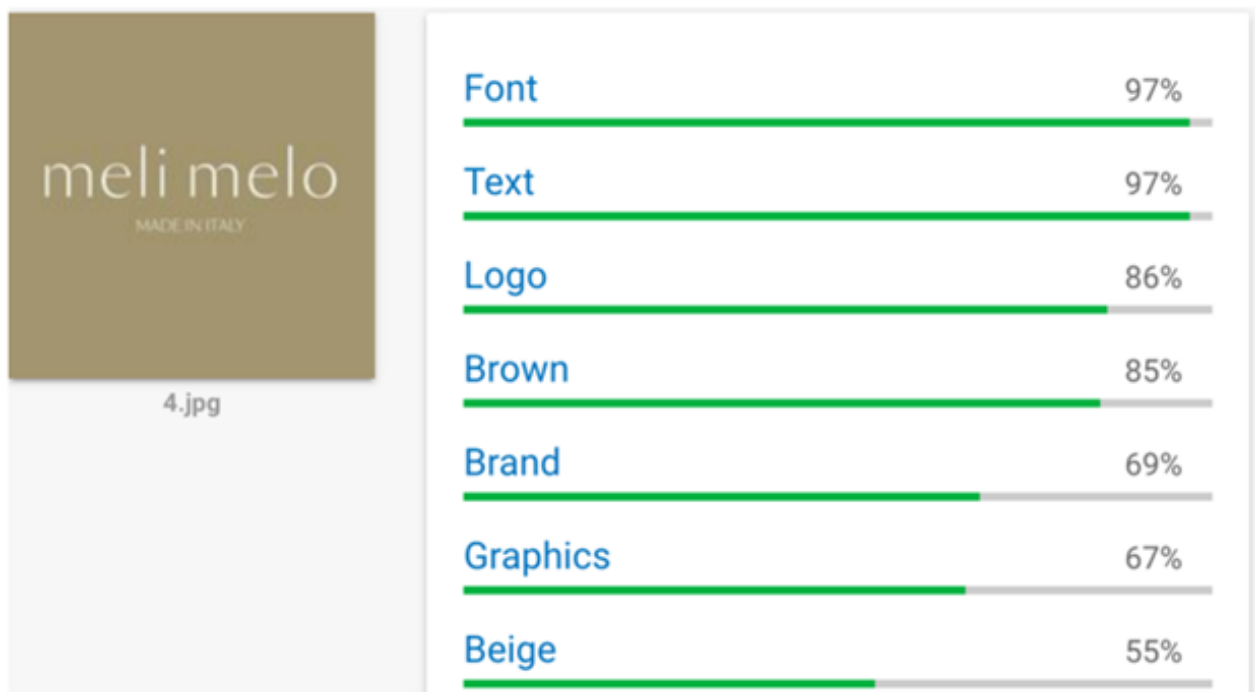 meli melo
MADE IN ITALY
4.jpg
Font 97%
Text 97%
Logo 86%
Brown 85%
Brand 69%
Graphics 67%
Beige 55%